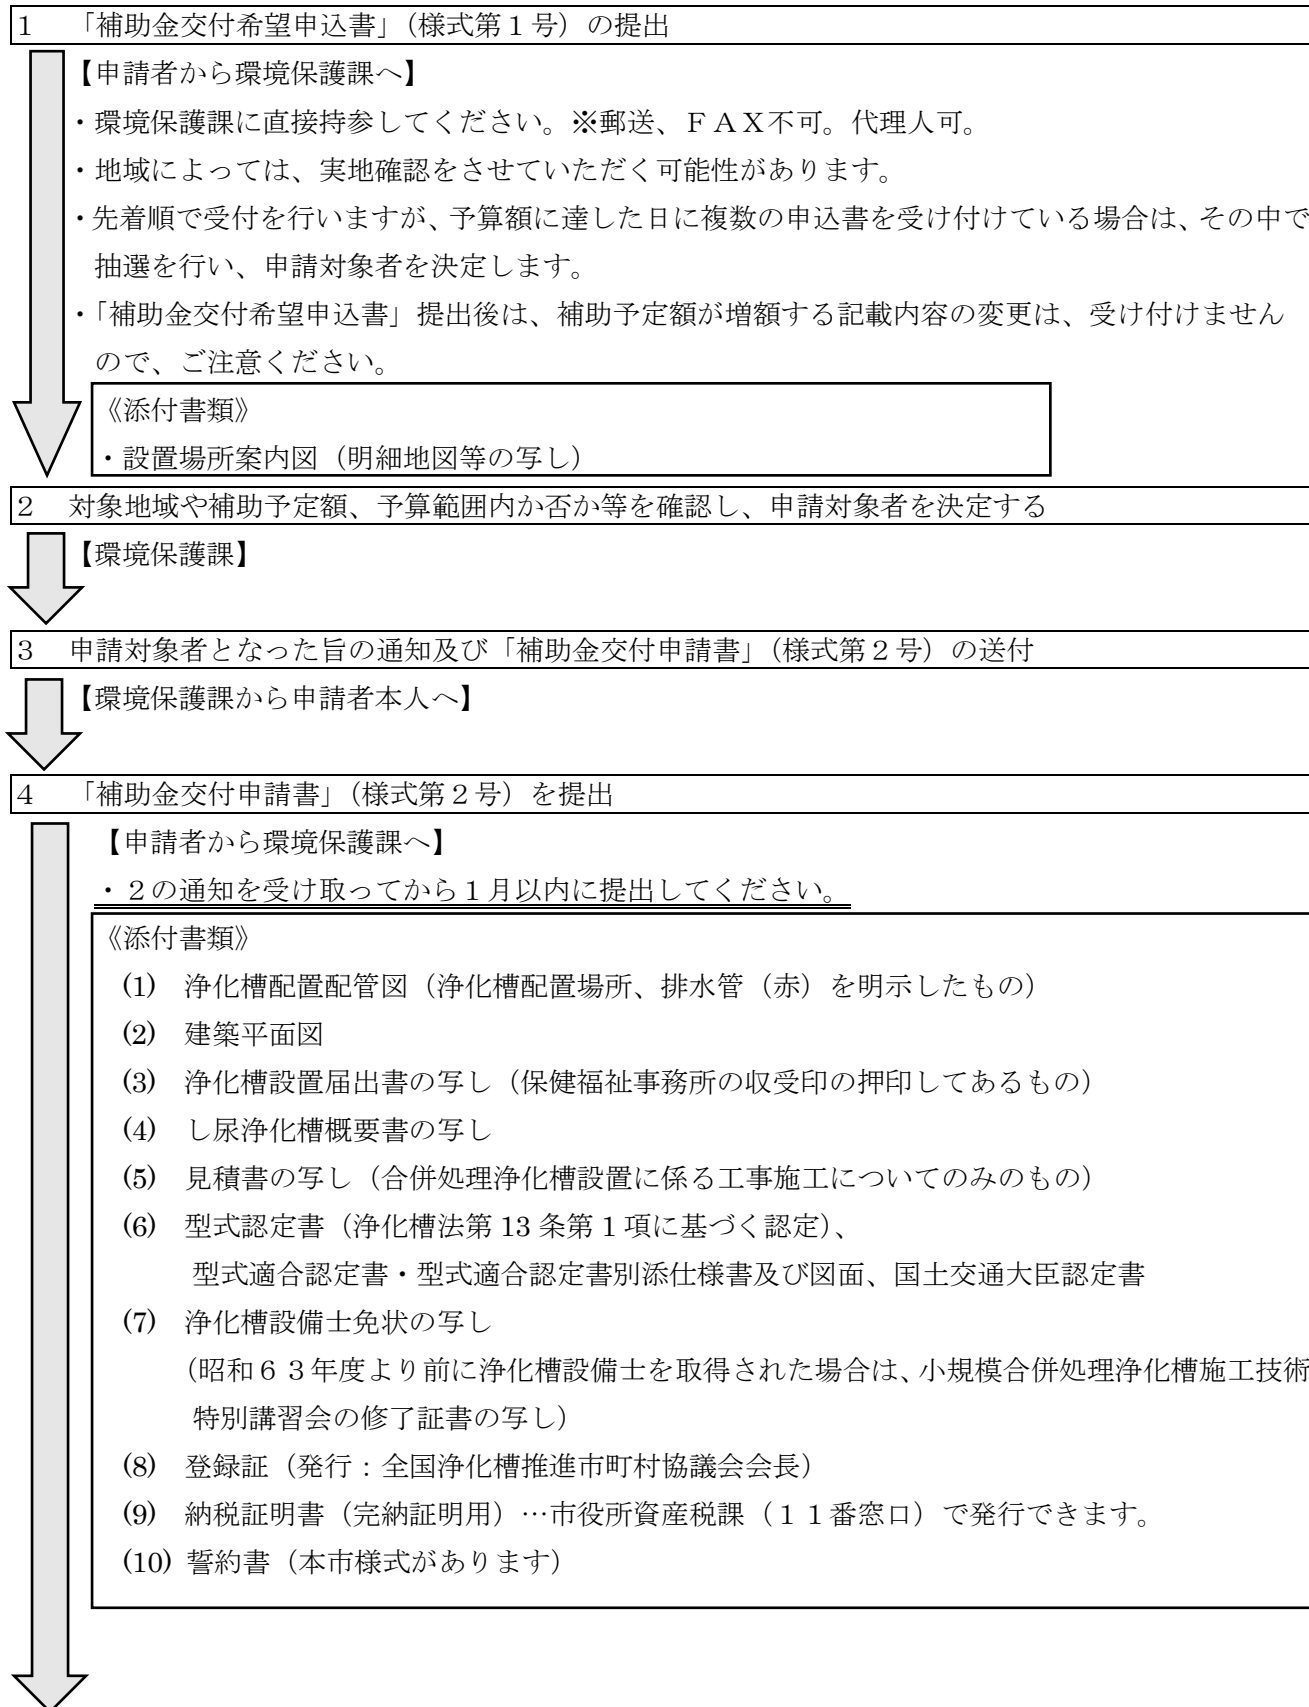 １　「補助金交付希望申込書」（様式第１号）の提出
【申請者から環境保護課へ】
・環境保護課に直接持参してください。※郵送、ＦＡＸ不可。代理人可。
・地域によっては、実地確認をさせていただく可能性があります。
・先着順で受付を行いますが、予算額に達した日に複数の申込書を受け付けている場合は、その中で
抽選を行い、申請対象者を決定します。
・「補助金交付希望申込書」提出後は、補助予定額が増額する記載内容の変更は、受け付けません
ので、ご注意ください。
《添付書類》
・設置場所案内図（明細地図等の写し）
２　対象地域や補助予定額、予算範囲内か否か等を確認し、申請対象者を決定する
【環境保護課】
３　申請対象者となった旨の通知及び「補助金交付申請書」（様式第２号）の送付
【環境保護課から申請者本人へ】
４　「補助金交付申請書」（様式第２号）を提出
【申請者から環境保護課へ】
・２の通知を受け取ってから１月以内に提出してください。
《添付書類》
(1)　浄化槽配置配管図（浄化槽配置場所、排水管（赤）を明示したもの）
(2)　建築平面図
(3)　浄化槽設置届出書の写し（保健福祉事務所の収受印の押印してあるもの）
(4)　し尿浄化槽概要書の写し
(5)　見積書の写し（合併処理浄化槽設置に係る工事施工についてのみのもの）
(6)　型式認定書（浄化槽法第 13 条第 1 項に基づく認定）、
型式適合認定書・型式適合認定書別添仕様書及び図面、国土交通大臣認定書
(7)　浄化槽設備士免状の写し
（昭和６３年度より前に浄化槽設備士を取得された場合は、小規模合併処理浄化槽施工技術
特別講習会の修了証書の写し）
(8)　登録証（発行：全国浄化槽推進市町村協議会会長）
(9)　納税証明書（完納証明用）…市役所資産税課（１１番窓口）で発行できます。
(10) 誓約書（本市様式があります）